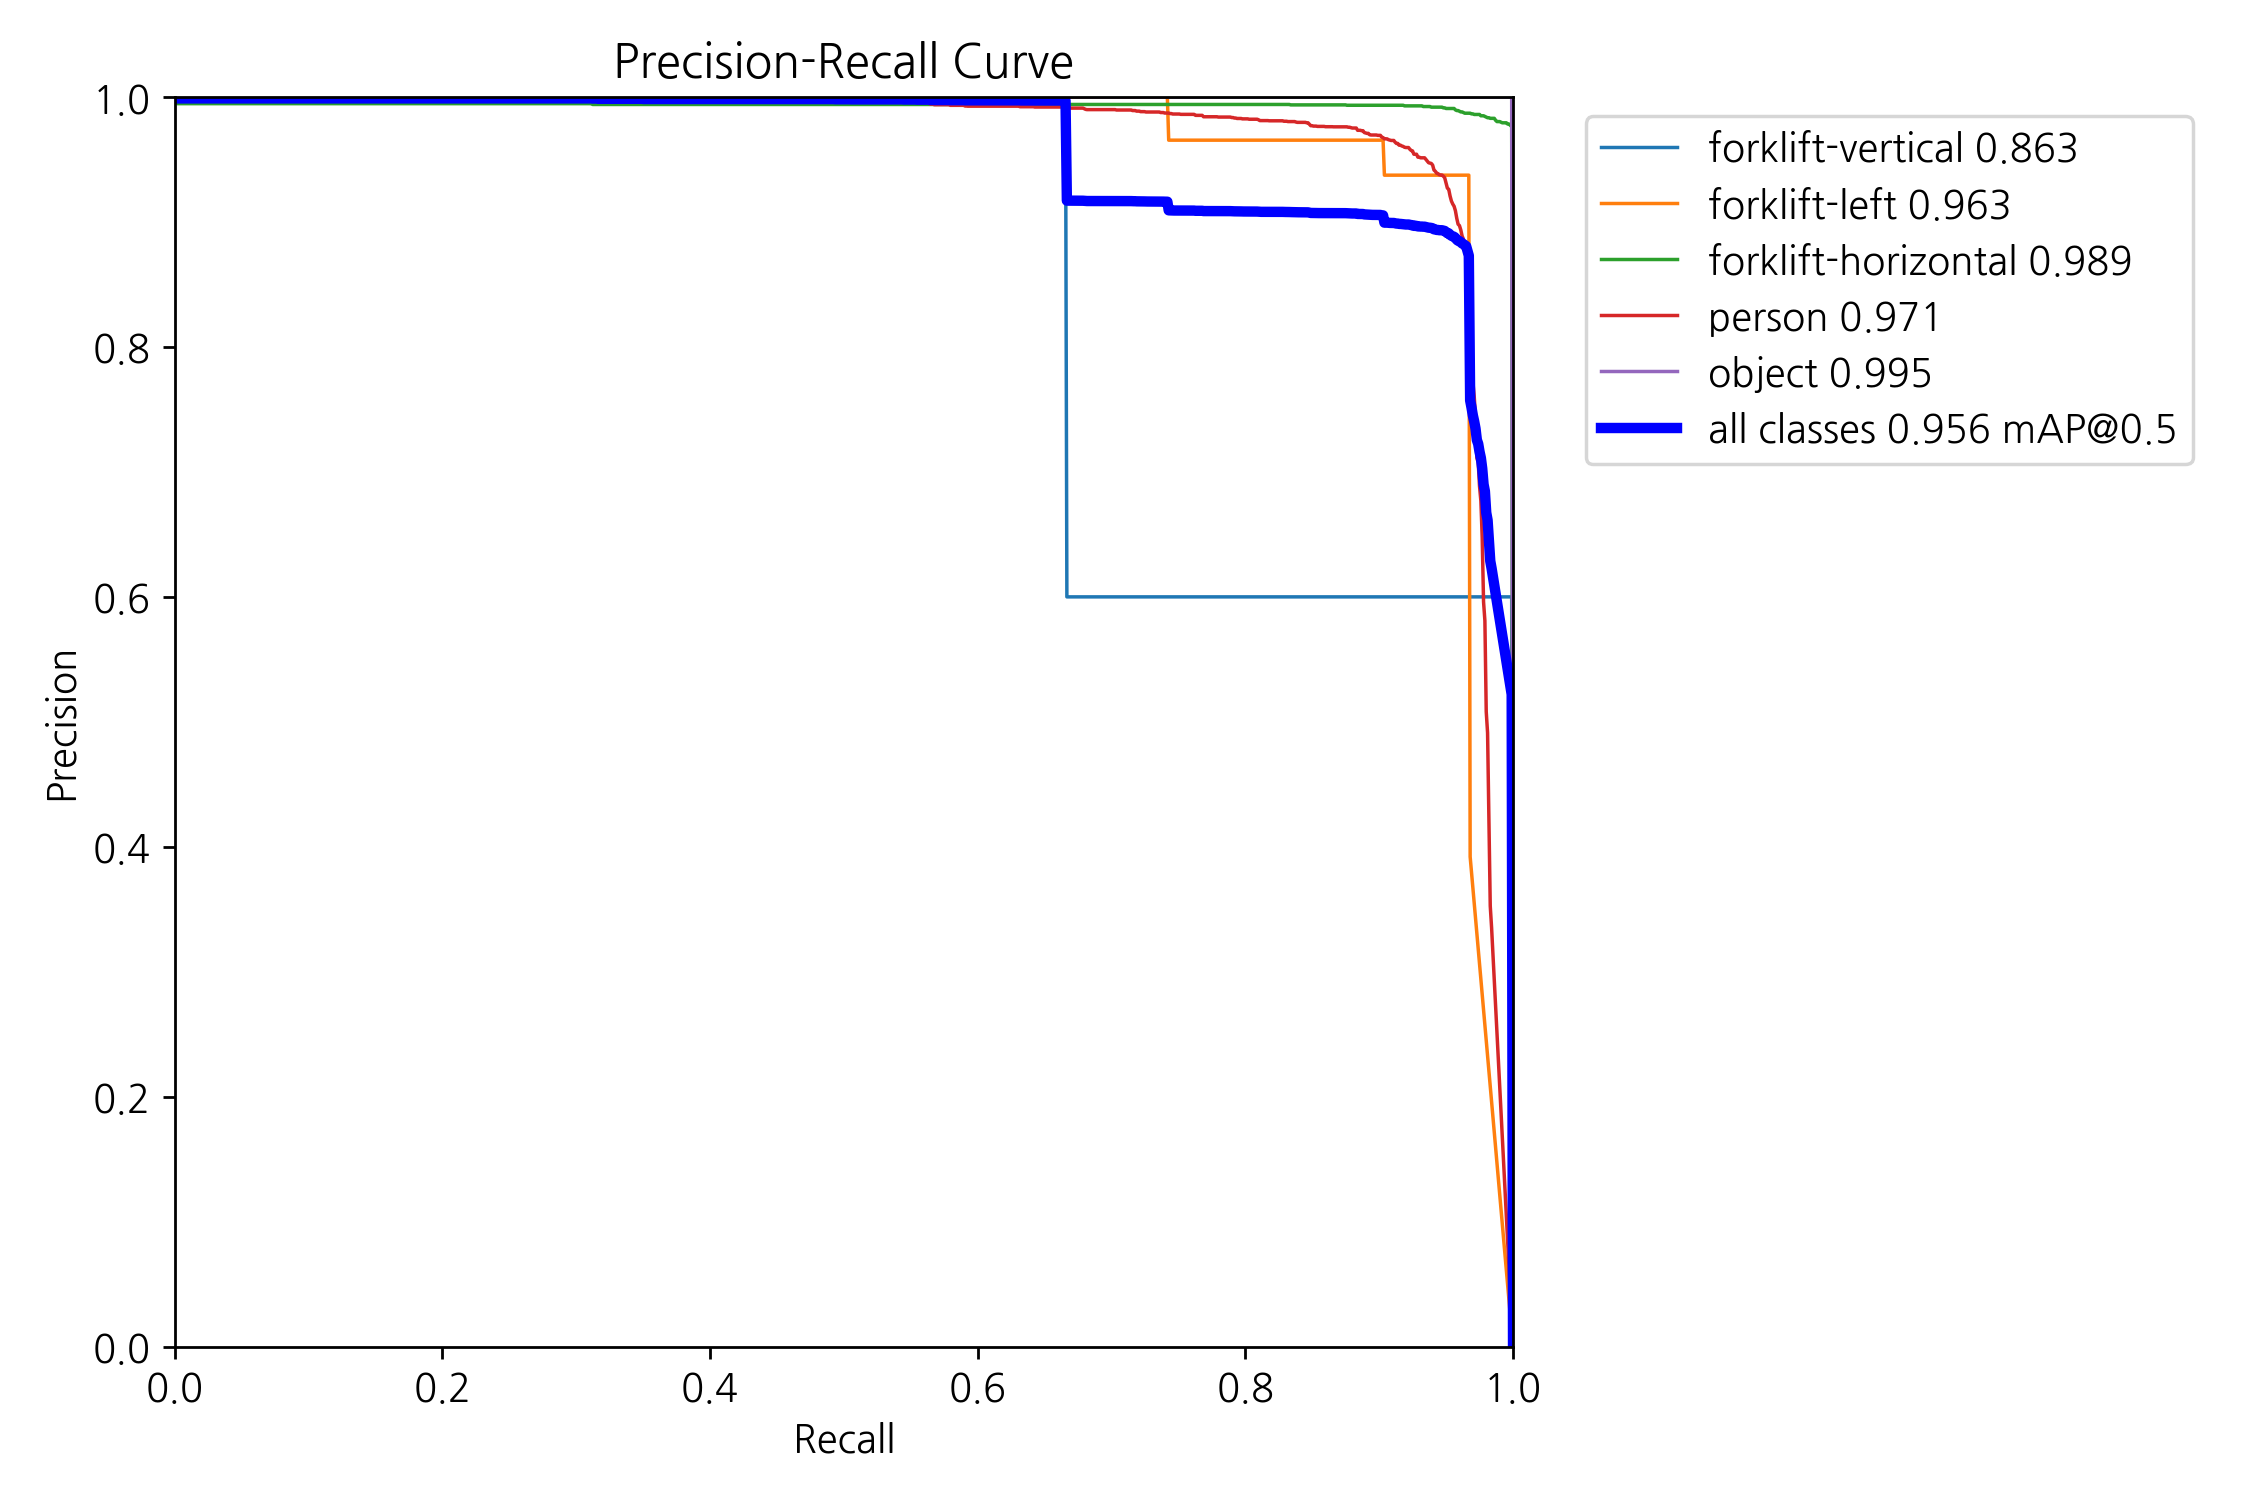 Precision-Recall Curve
1.0
0.8
0.6
0.4
0.2
0.0
Precision
0.0 0.2 0.4 0.6 0.8 1.0
Recall
forklift-vertical 0.863
forklift-left 0.963
forklift-horizontal 0.989
person 0.971
object 0.995
all classes 0.956 mAP@0.5